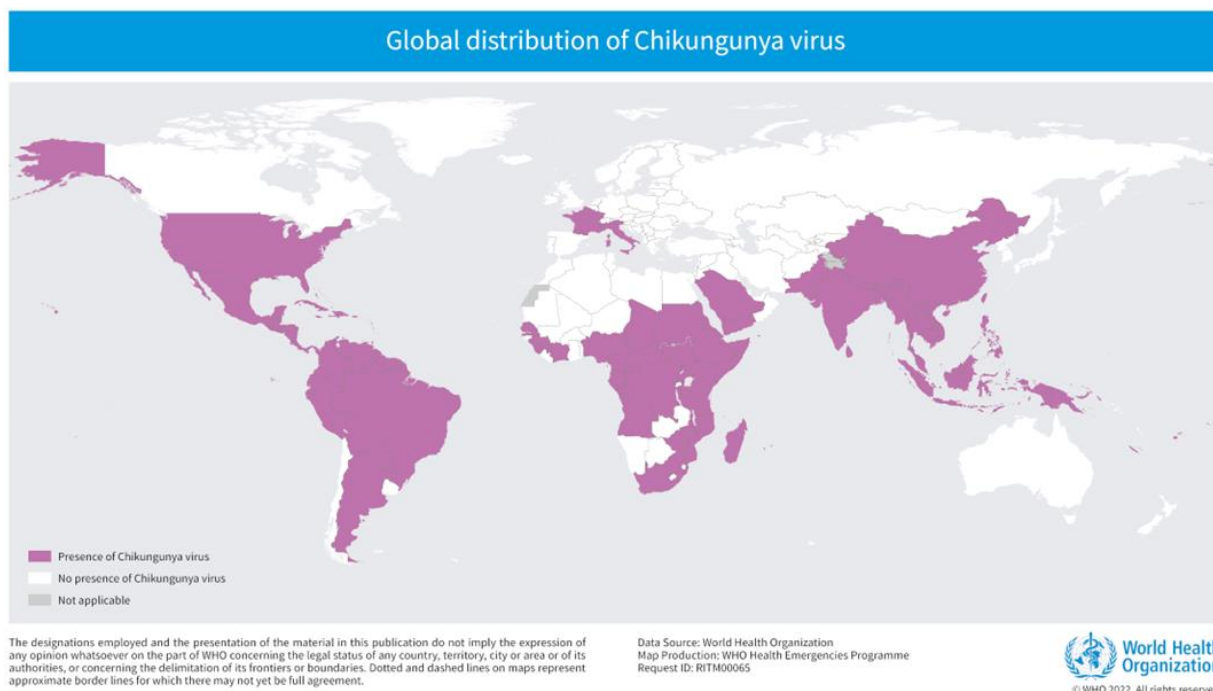 Global distribution of Chikungunya virus
Presence of Chikungunya virus
No presence of Chikungunya virus
Not applicable
The designations employed and the presentation of the material in this publication do not imply the expression of
any opinion whatsoever on the part of WHO concerning the legal status of any country, territory, city or area or of its
authorities, or concerning the delimitation of its frontiers or boundaries. Dotted and dashed lines on maps represent
approximate border lines for which there may not yet be full agreement.
Data Source: World Health Organization
Map Production: WHO Health Emergencies Programme
Request ID: RITM00065
World Health
Organization
© WHO 2022. All rights reserve